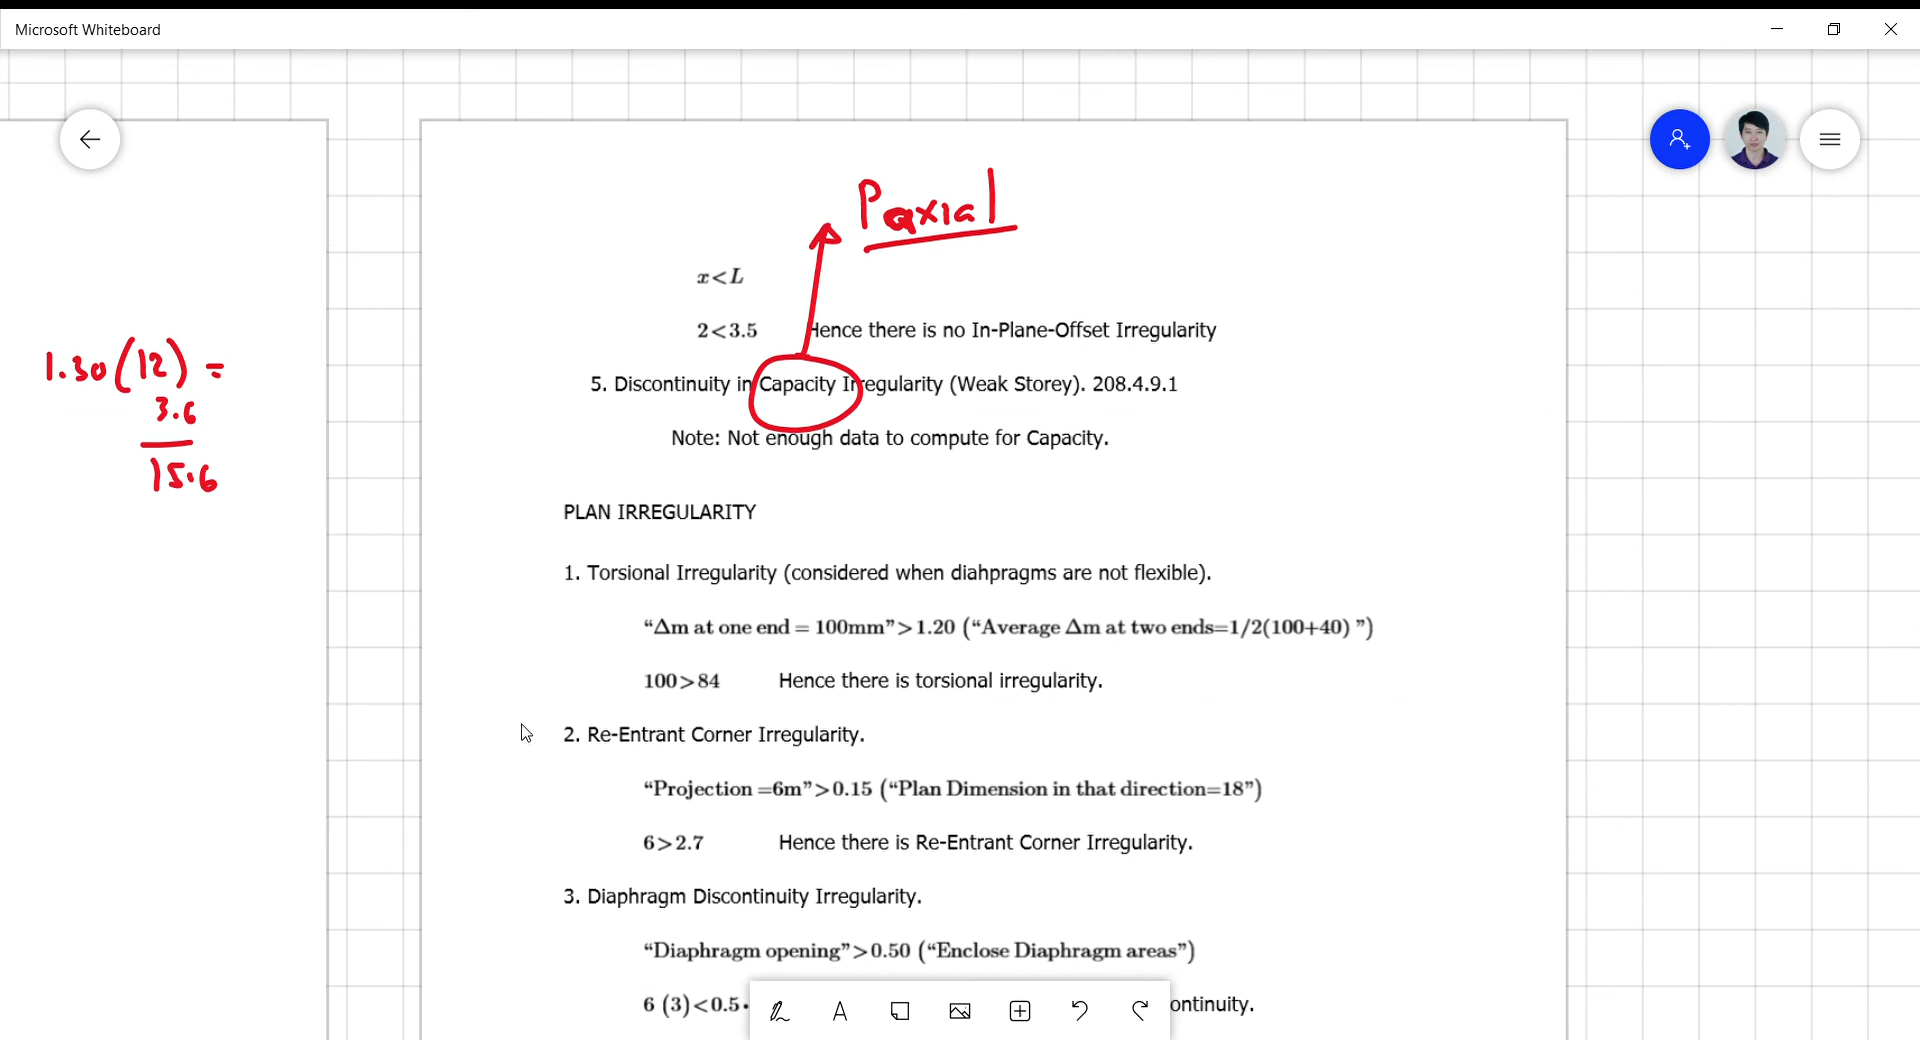 Microsoft Whiteboard
Paxial
x<L
2<3.5 Hence there is no In-Plane-Offset Irregularity
1.30(12) =
3.6
15.6
5. Discontinuity in Capacity Irregularity (Weak Storey). 208.4.9.1
Note: Not enough data to compute for Capacity.
PLAN IRREGULARITY
1. Torsional Irregularity (considered when diahpragms are not flexible).
“Δm at one end = 100mm”>1.20 (“Average Δm at two ends=1/2(100+40) ”)
100>84 Hence there is torsional irregularity.
2. Re-Entrant Corner Irregularity.
“Projection =6m”>0.15 (“Plan Dimension in that direction=18”)
6>2.7 Hence there is Re-Entrant Corner Irregularity.
3. Diaphragm Discontinuity Irregularity.
“Diaphragm opening”>0.50 (“Enclose Diaphragm areas”)
6 (3)<0.5 ontinuity.